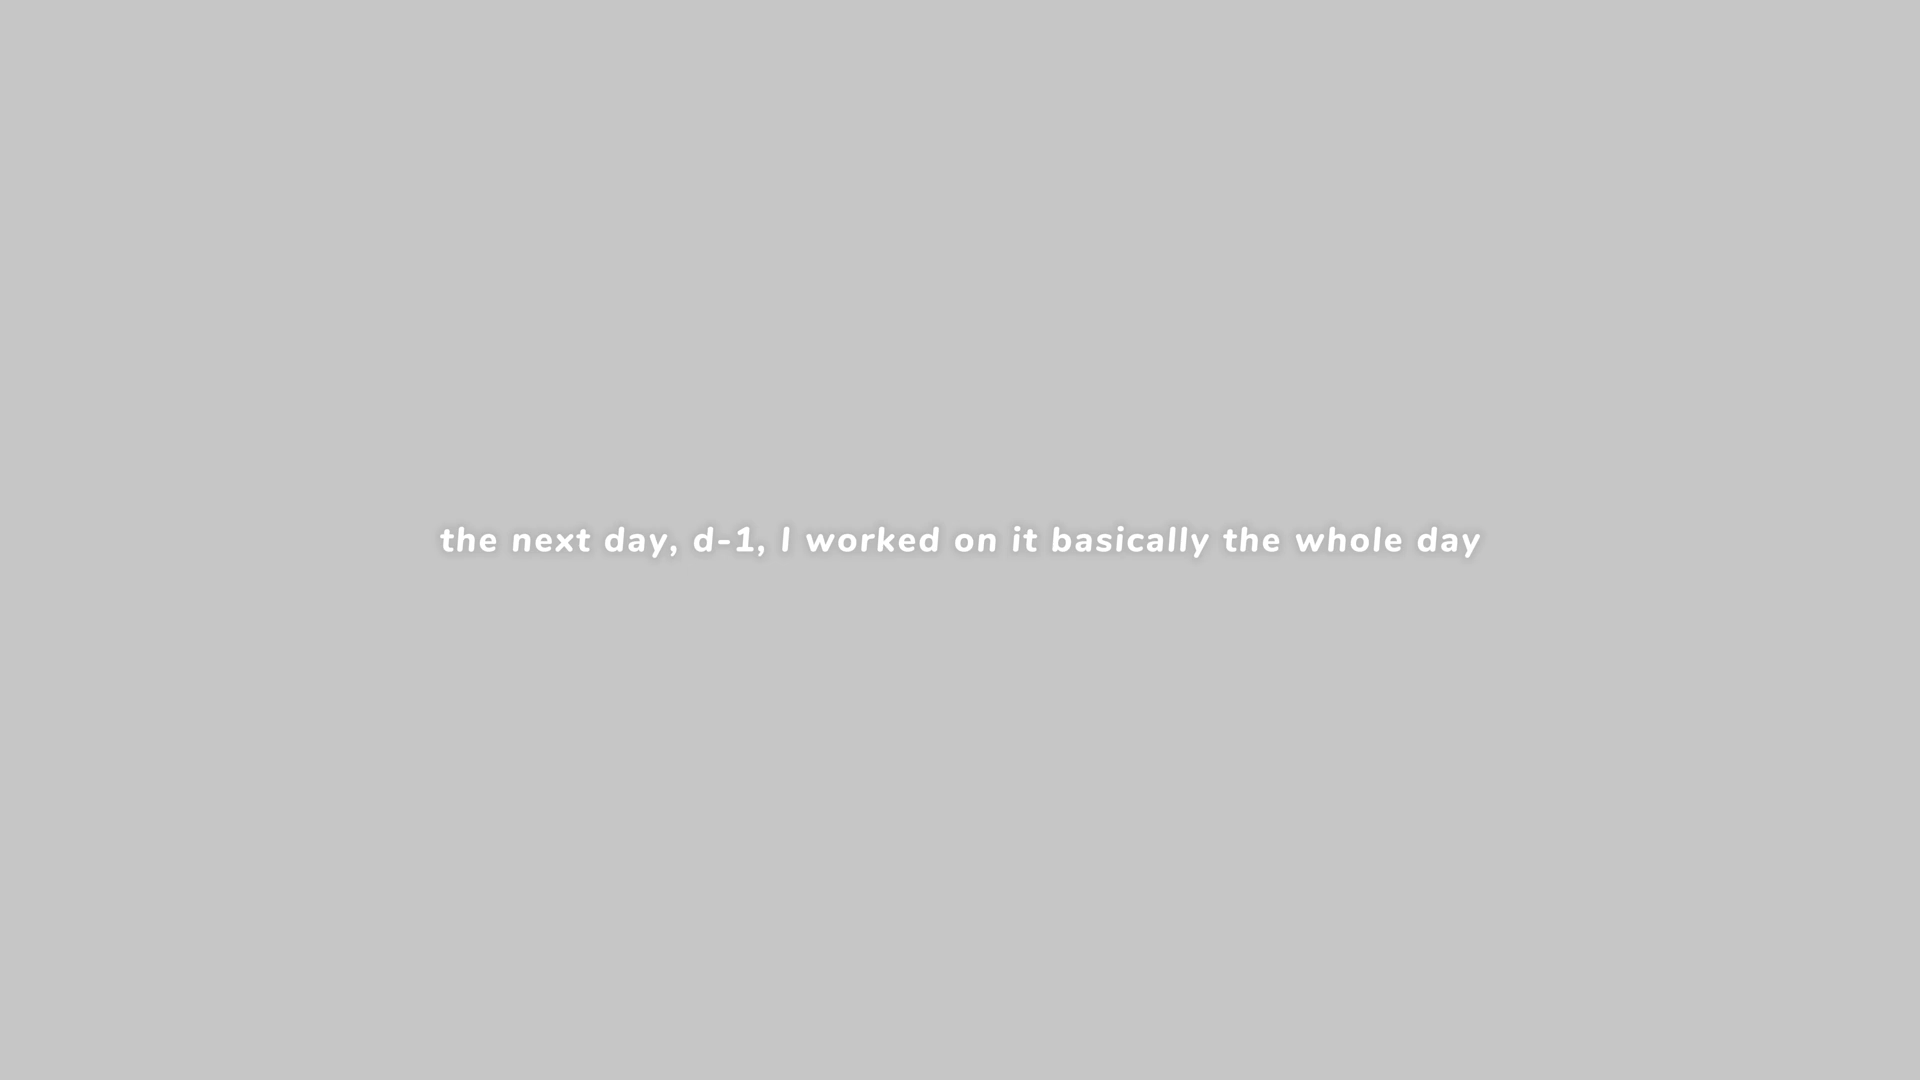 the next day, d-1, I worked on it basically the whole day